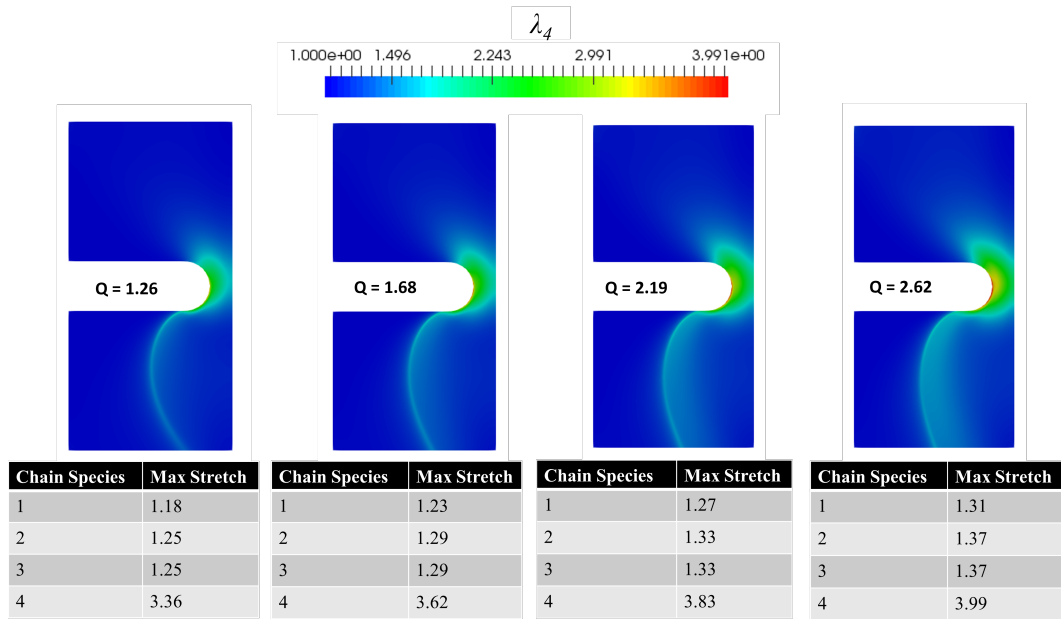 λ4
1.000e+00 1.496 2.243 2.991 3.991e+00
Q = 1.26
Q = 1.68
Q = 2.19
Q = 2.62
Chain Species Max Stretch
1 1.18
2 1.25
3 1.25
4 3.36
Chain Species Max Stretch
1 1.23
2 1.29
3 1.29
4 3.62
Chain Species Max Stretch
1 1.27
2 1.33
3 1.33
4 3.83
Chain Species Max Stretch
1 1.31
2 1.37
3 1.37
4 3.99